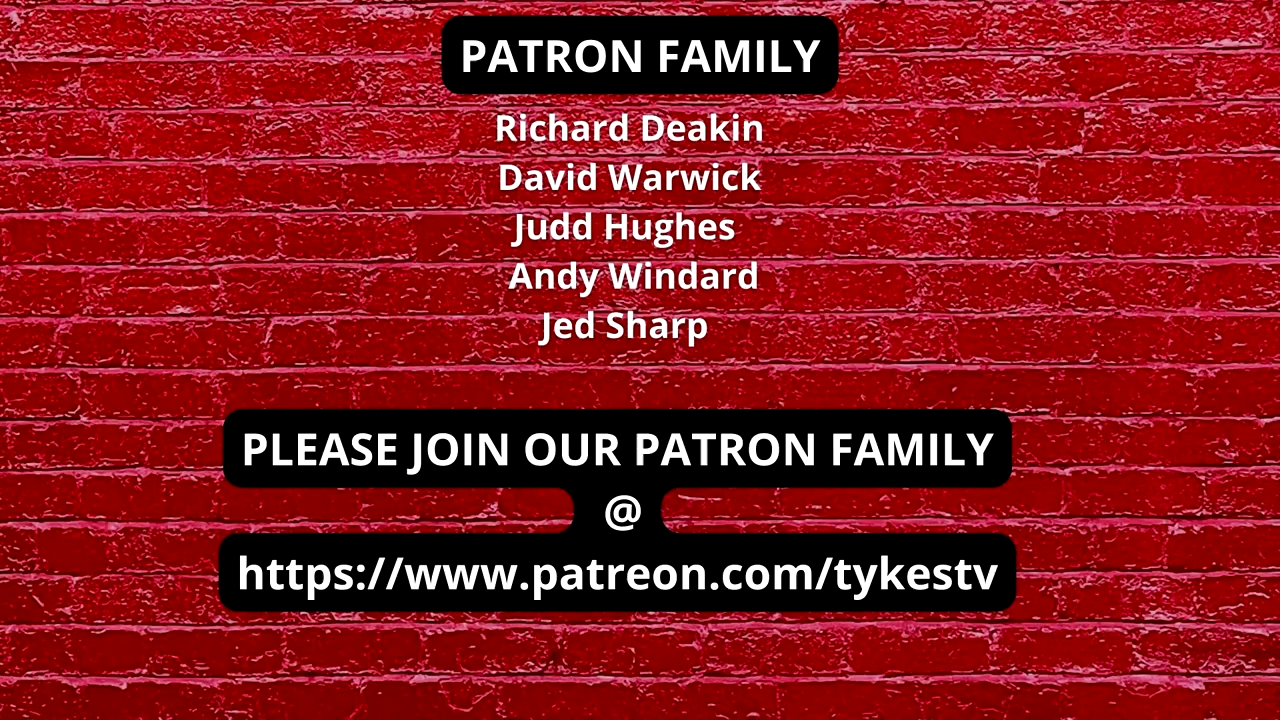 PATRON FAMILY
Richard Deakin
David Warwick
Judd Hughes
Andy Windard
Jed Sharp
PLEASE JOIN OUR PATRON FAMILY
@
https://www.patreon.com/tykestv